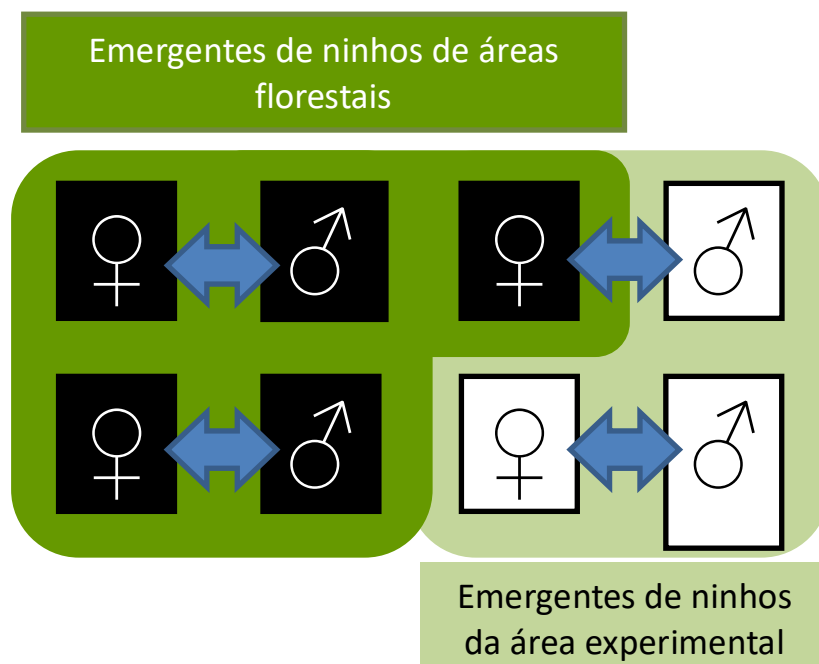 Emergentes de ninhos de áreas
florestais
Emergentes de ninhos
da área experimental